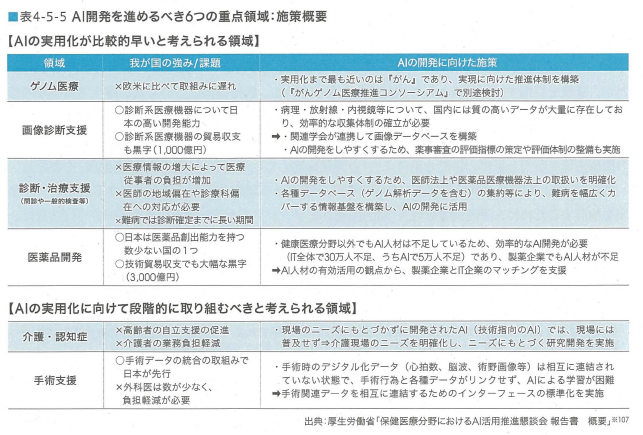 ■表4-5-5 AI開発を進めるべき6つの重点領域：施策概要
【AIの実用化が比較的早いと考えられる領域】
領域 我が国の強み/課題 AIの開発に向けた施策
ゲノム医療
×欧米に比べて取組みに遅れ
・実用化まで最も近いのは『がん』であり、実現に向けた推進体制を構築
（『がんゲノム医療推進コンソーシアム』で別途検討）
画像診断支援
○診断系医療機器について日
本の高い開発能力
○診断系医療機器の貿易収支
も黒字（1,000億円）
・病理・放射線・内視鏡等について、国内には質の高いデータが大量に存在してお
り、効率的な収集体制の確立が必要
➡・関連学会が連携して画像データベースを構築
・AIの開発をしやすくするため、薬事審査の評価指標の策定や評価体制の整備も実施
診断・治療支援
（問診や一般的検査等）
×医療情報の増大によって医療
従事者の負担が増加
×医師の地域偏在や診療科偏
在への対応が必要
×難病では診断確定までに長い期間
・AIの開発をしやすくするため、医師法上や医薬品医療機器法上の取扱いを明確化
・各種データベース（ゲノム解析データを含む）の集約等により、難病を幅広くカ
バーする情報基盤を構築し、AIの開発に活用
医薬品開発
○日本は医薬品創出能力を持つ
数少ない国の1つ
○技術貿易収支でも大幅な黒字
（3,000億円）
・健康医療分野以外でもAI人材は不足しているため、効率的なAI開発が必要
（IT全体で30万人不足、うちAIで5万人不足）であり、製薬企業でもAI人材が不足
➡AI人材の有効活用の観点から、製薬企業とIT企業のマッチングを支援
【AIの実用化に向けて段階的に取り組むべきと考えられる領域】
介護・認知症
×高齢者の自立支援の促進
×介護者の業務負担軽減
・現場のニーズにもとづかずに開発されたAI（技術指向のAI）では、現場には
普及せず⇒介護現場のニーズを明確化し、ニーズにもとづく研究開発を実施
手術支援
○手術データの統合の取組みで
日本が先行
×外科医は数が少なく、
負担軽減が必要
・手術時のデジタル化データ（心拍数、脳波、術野画像等）は相互に連結され
ていない状態で、手術行為と各種データがリンクせず、AIによる学習が困難
➡手術関連データを相互に連結するためのインターフェースの標準化を実施
出典：厚生労働省「保健医療分野におけるAI活用推進懇談会 報告書 概要」※107